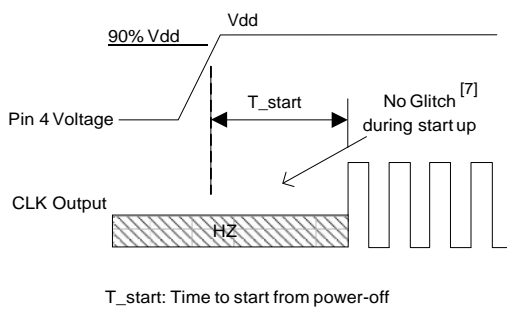 Vdd
90% Vdd
T_start
No Glitch [7]
during start up
Pin 4 Voltage
CLK Output
HZ
T_start: Time to start from power-off